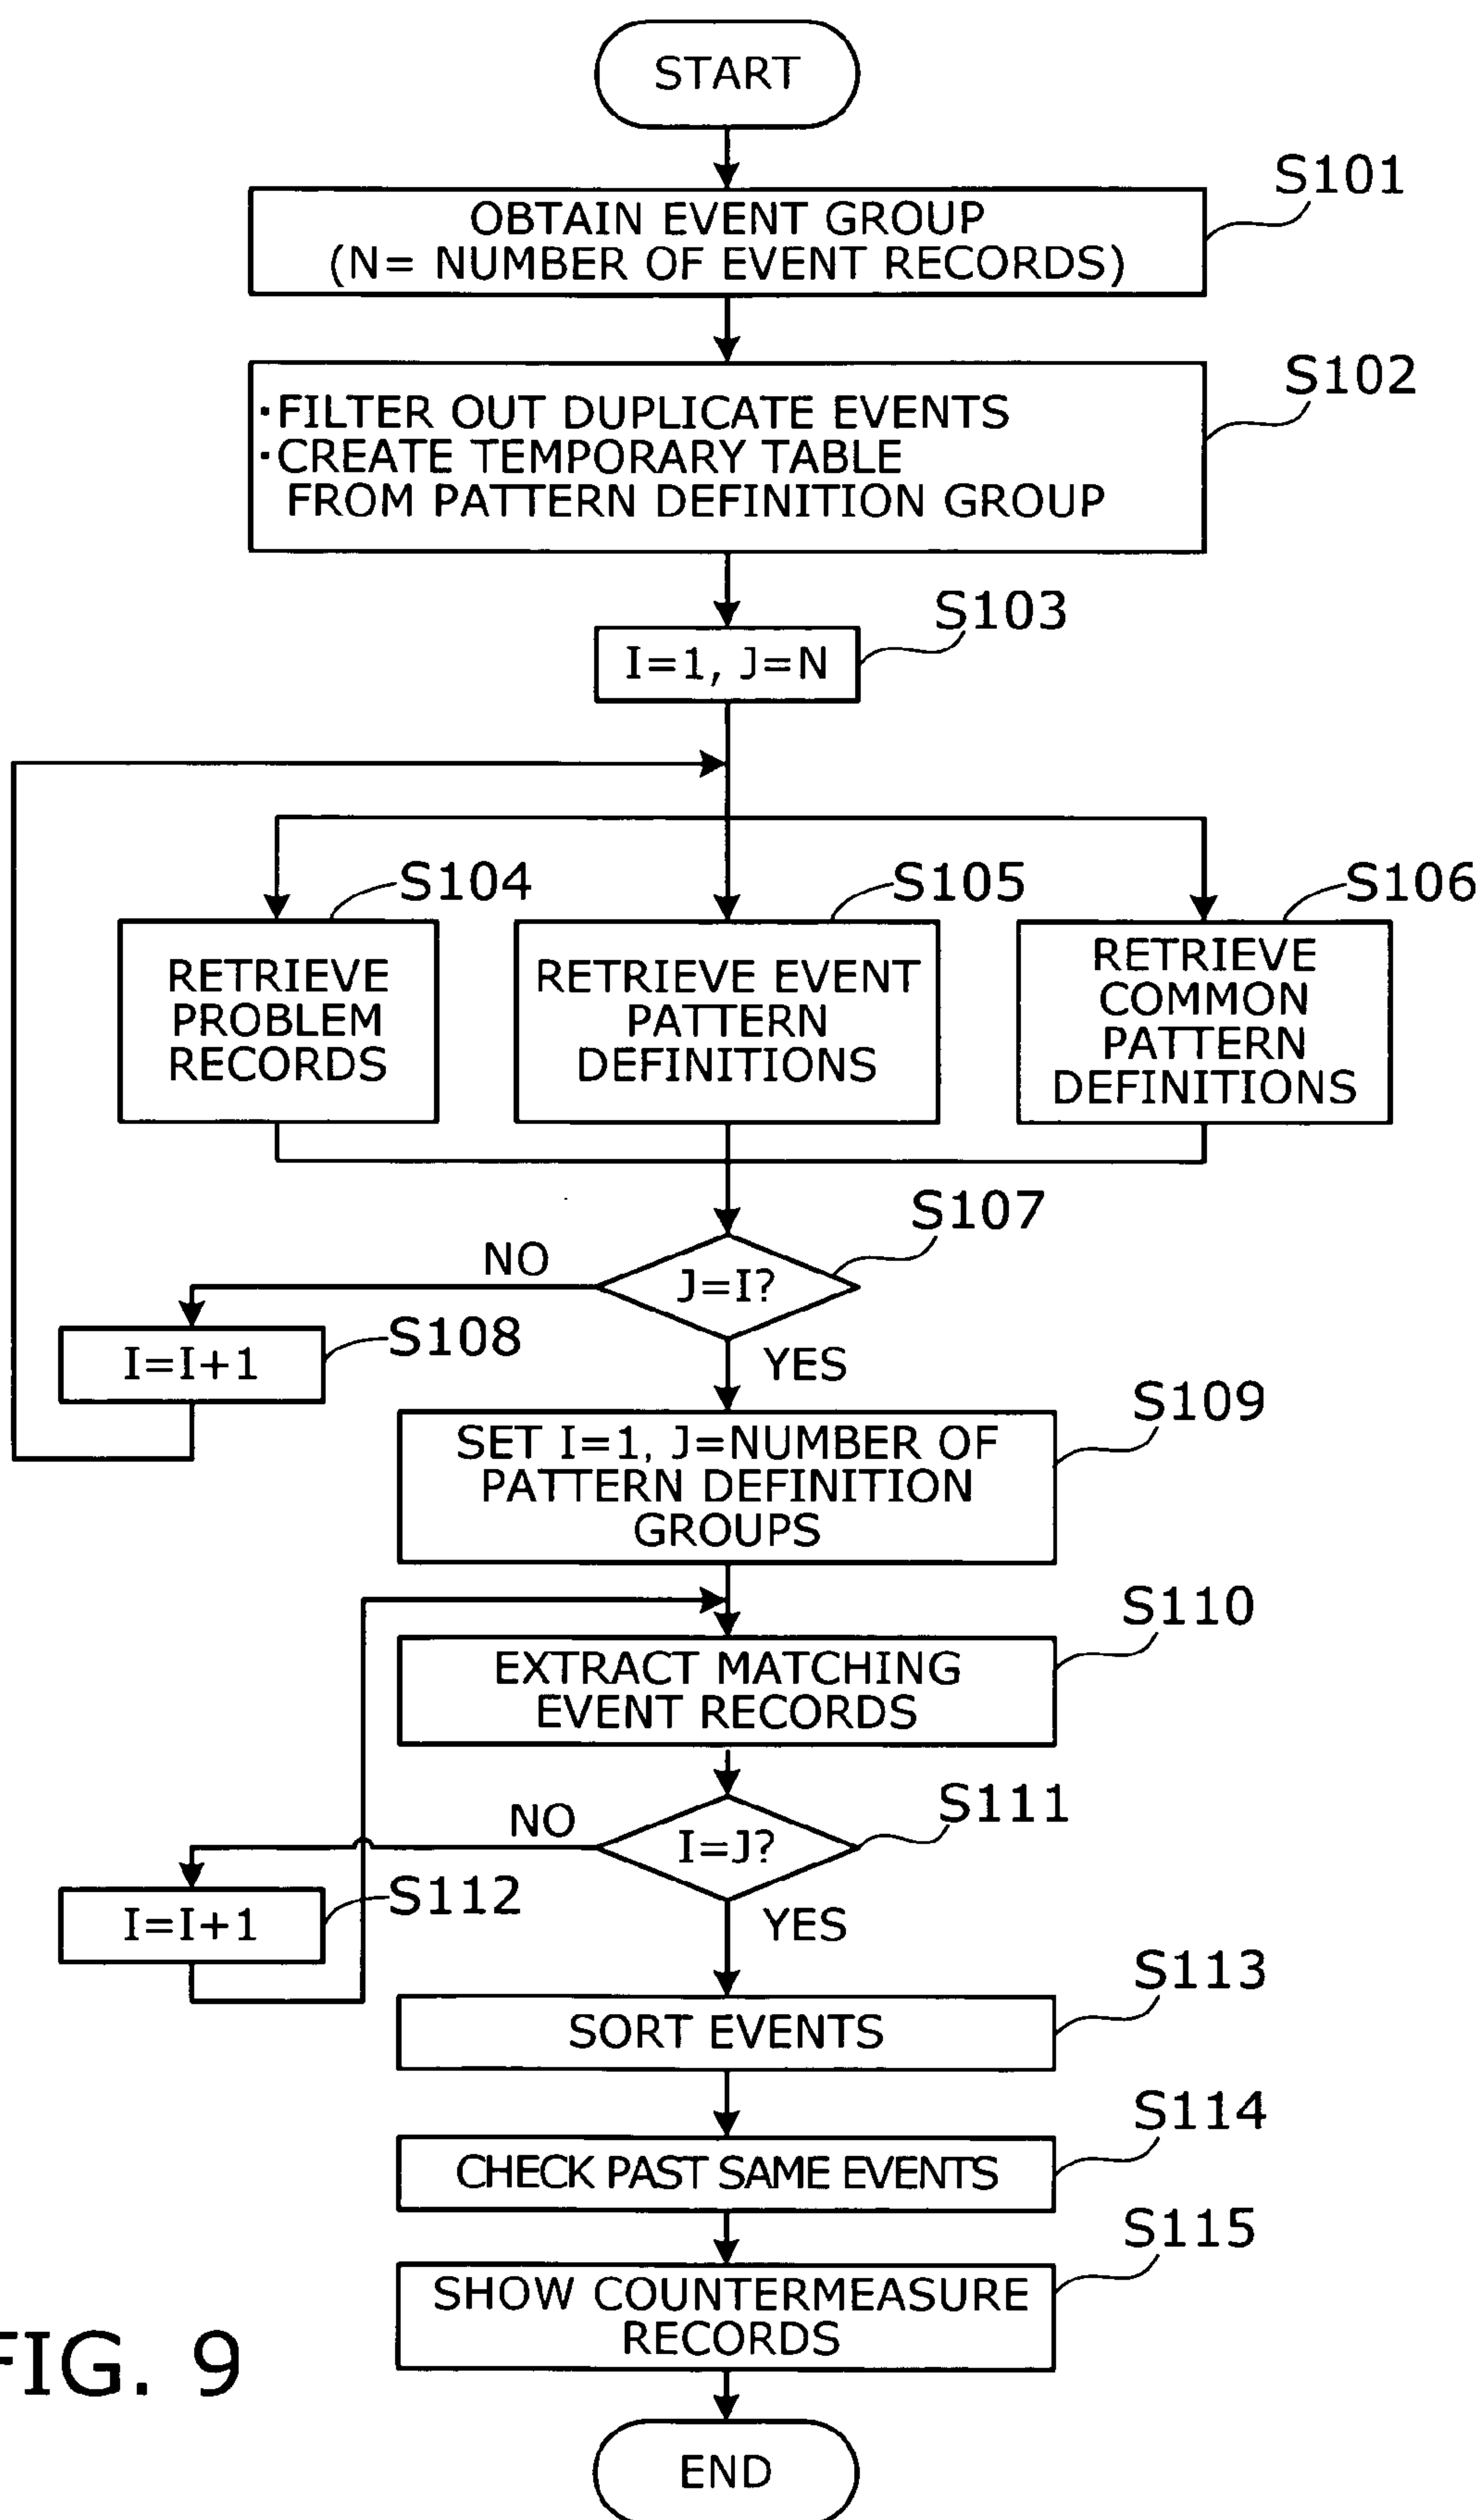 START
S101
OBTAIN EVENT GROUP
(N= NUMBER OF EVENT RECORDS)
S102
·FILTER OUT DUPLICATE EVENTS
·CREATE TEMPORARY TABLE
FROM PATTERN DEFINITION GROUP
S103
I=1, J=N
S104
S105
S106
RETRIEVE
PROBLEM
RECORDS
RETRIEVE EVENT
PATTERN
DEFINITIONS
RETRIEVE
COMMON
PATTERN
DEFINITIONS
S107
NO
J=I?
S108
I=I+1
YES
S109
SET I=1, J=NUMBER OF
PATTERN DEFINITION
GROUPS
S110
EXTRACT MATCHING
EVENT RECORDS
S111
NO
I=J?
S112
I=I+1
YES
S113
SORT EVENTS
S114
CHECK PAST SAME EVENTS
S115
SHOW COUNTERMEASURE
RECORDS
FIG. 9
END